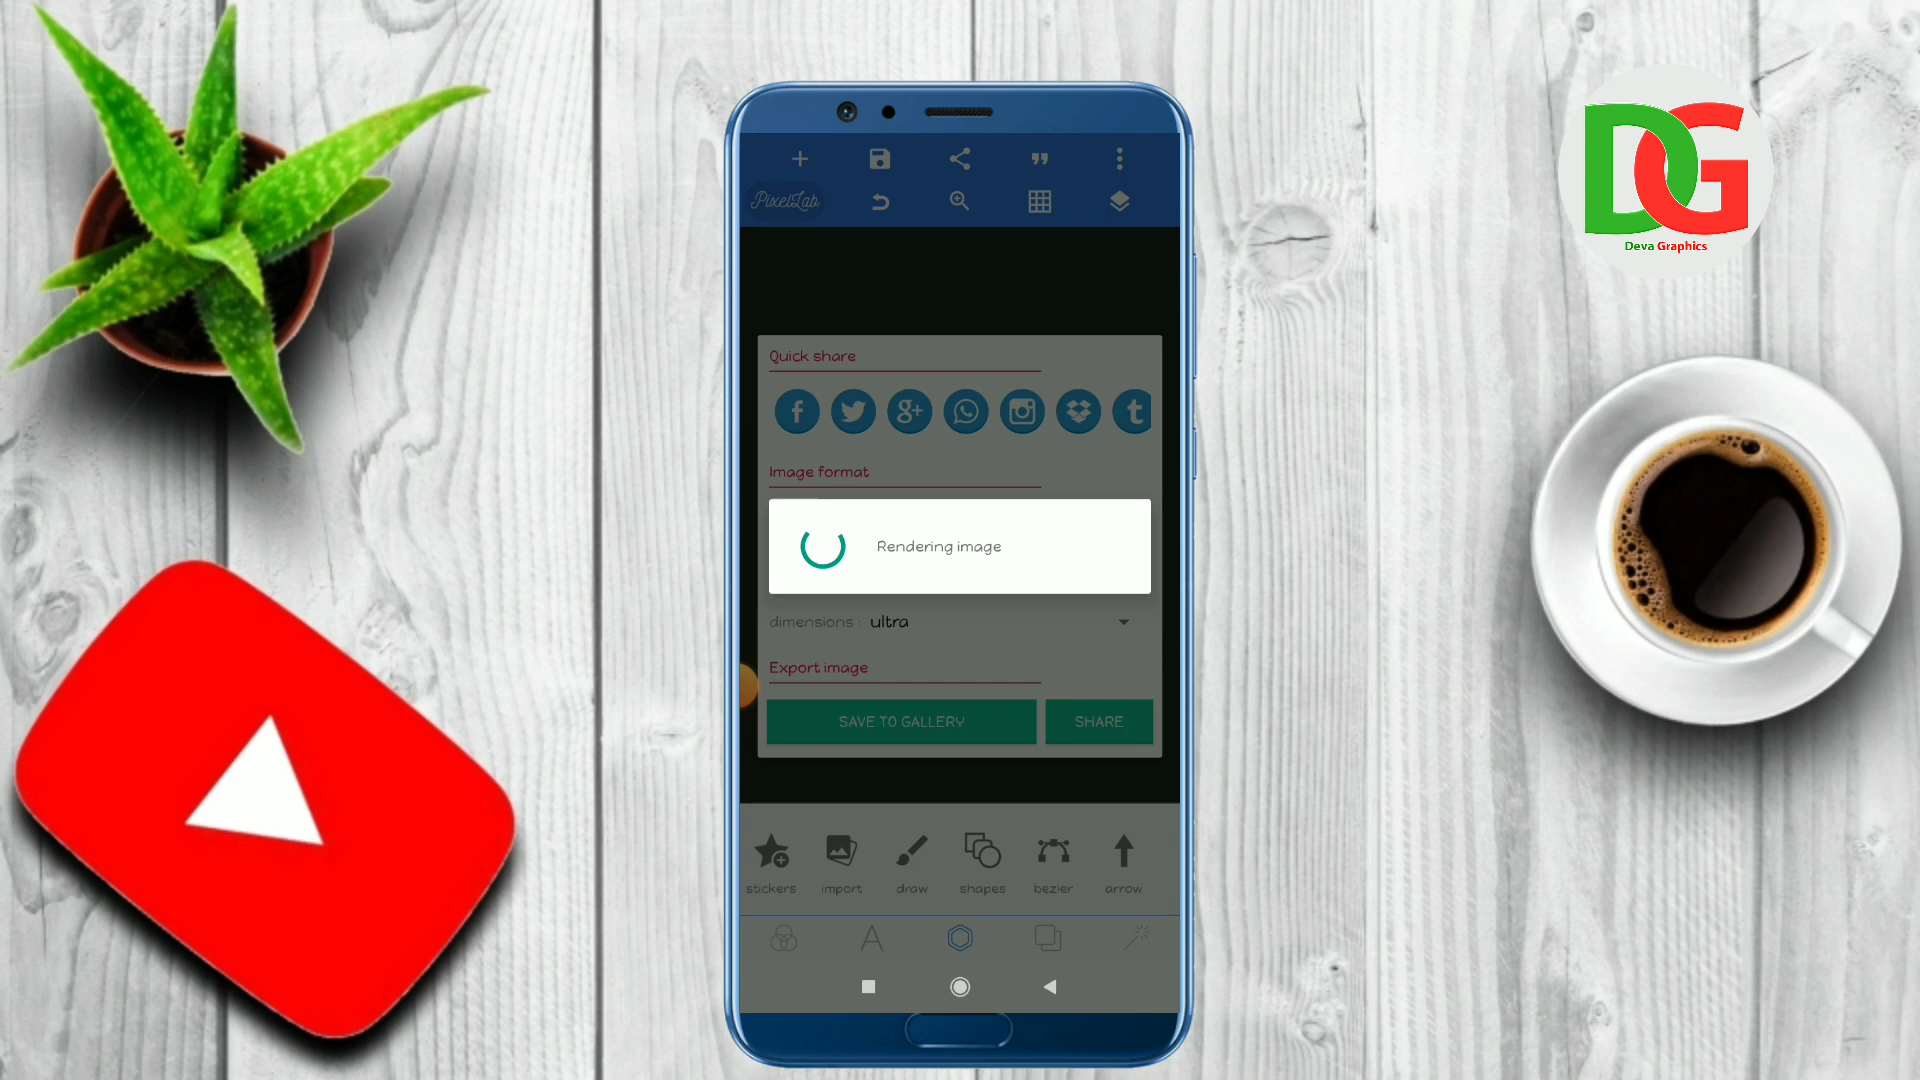 PixelLab
Quick share
Image format
Rendering image
dimensions : ultra
Export image
SAVE TO GALLERY
SHARE
stickers
import
draw
shapes
bezier
arrow
DG
Deva Graphics